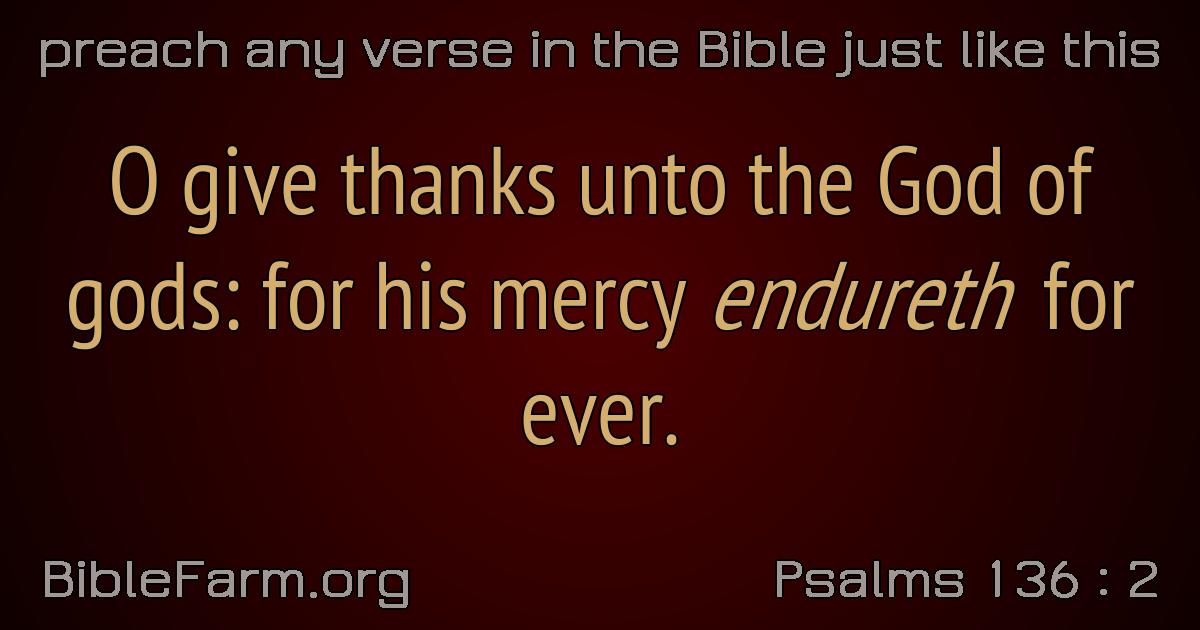 preach any verse in the Bible just like this
O give thanks unto the God of
gods: for his mercy endureth for
ever.
BibleFarm.org
Psalms 136 : 2